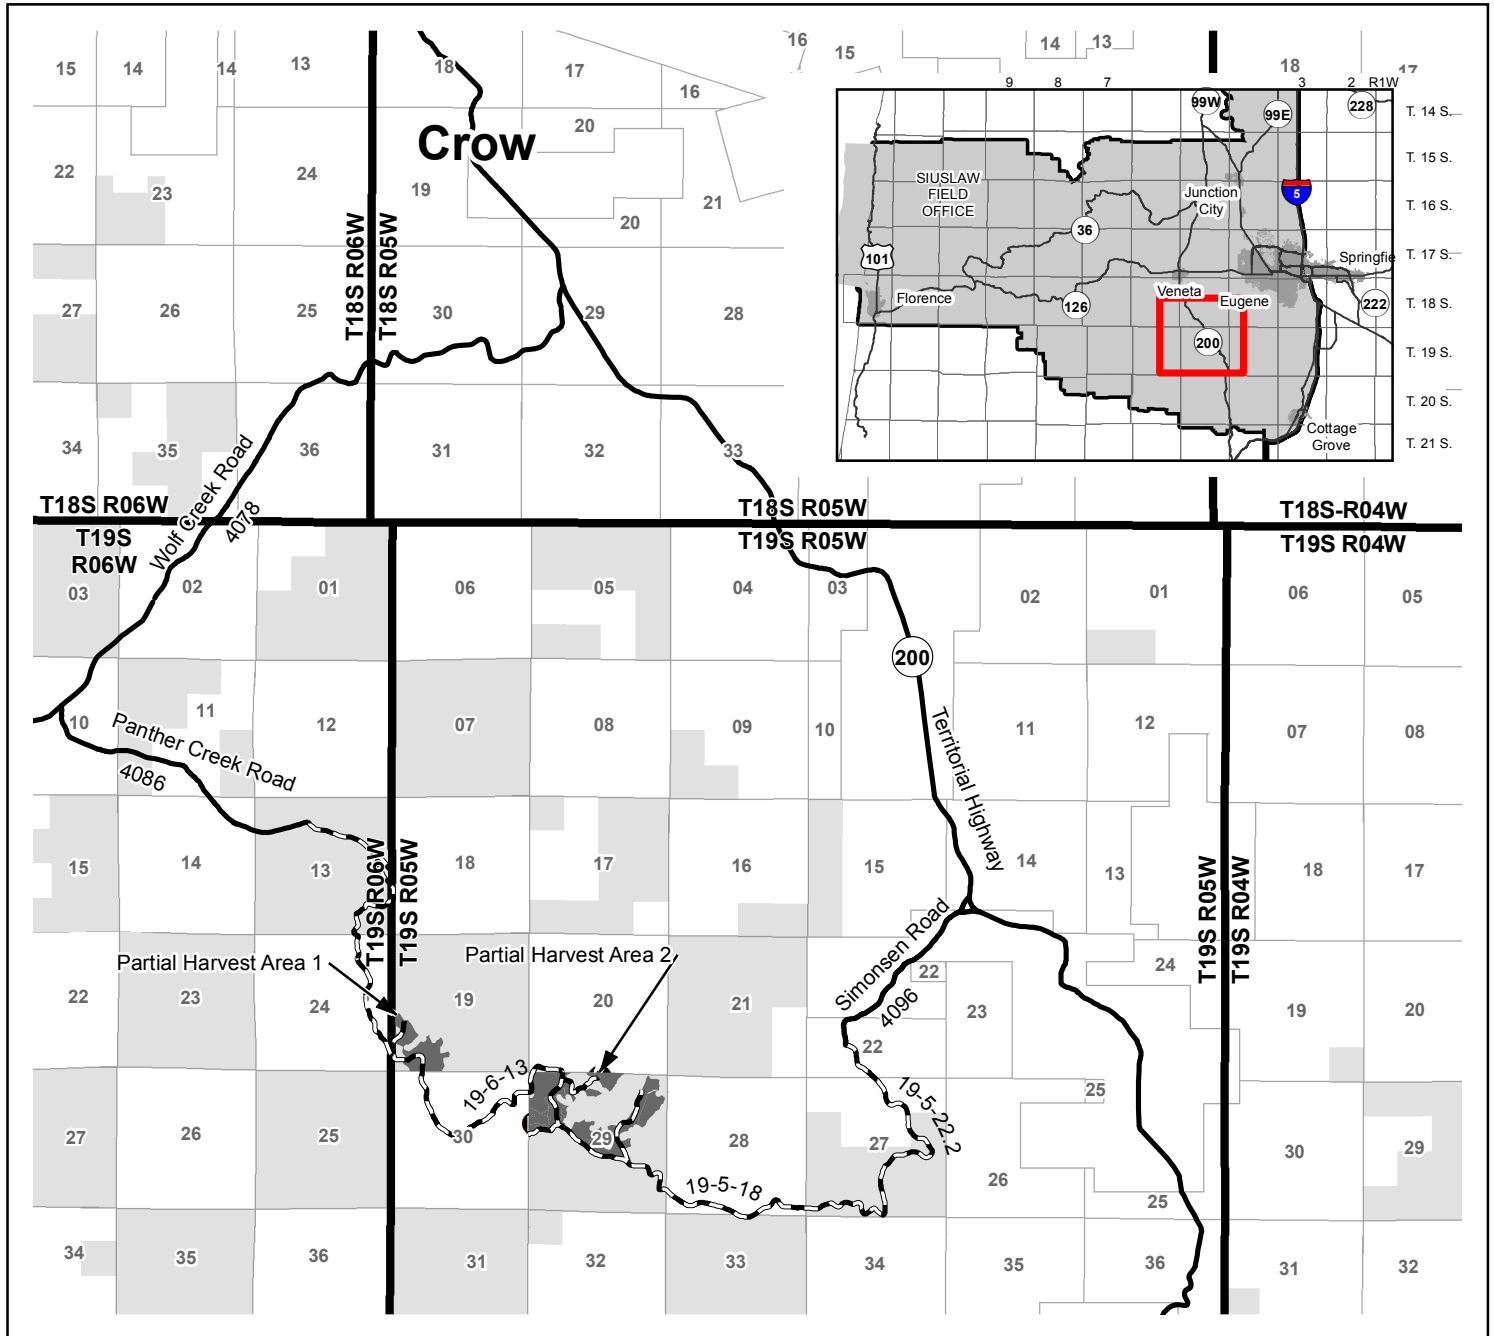 15
14
14
13
18
17
16
16
15
14
13
18
17
Crow
20
22
23
24
19
21
20
T18S R06W
T18S R05W
27
26
25
30
29
28
34
35
36
31
32
33
Wolf Creek Road
4078
T18S R06W
T18S R05W
T18S-R04W
T19S
R06W
T19S R05W
T19S R04W
03
02
01
06
05
04
03
02
01
06
05
200
10
11
12
07
08
09
10
11
12
07
08
Panther Creek Road
4086
Territorial Highway
15
14
13
18
17
16
15
14
13
18
17
T19S R06W
T19S R05W
T19S R05W
T19S R04W
Simonsen Road
4096
Partial Harvest Area 1
Partial Harvest Area 2
22
23
24
19
20
21
22
23
24
19
20
22
19-6-13
19-5-22.2
25
27
26
25
30
29
28
27
26
25
30
29
19-5-18
34
35
36
31
32
33
34
35
36
31
32
9
8
7
3
2
R1W
99W
99E
228
T. 14 S.
T. 15 S.
SIUSLAW
FIELD
OFFICE
Junction
City
5
T. 16 S.
36
101
Springfie
T. 17 S.
Florence
126
Veneta
Eugene
222
T. 18 S.
200
T. 19 S.
T. 20 S.
Cottage
Grove
T. 21 S.